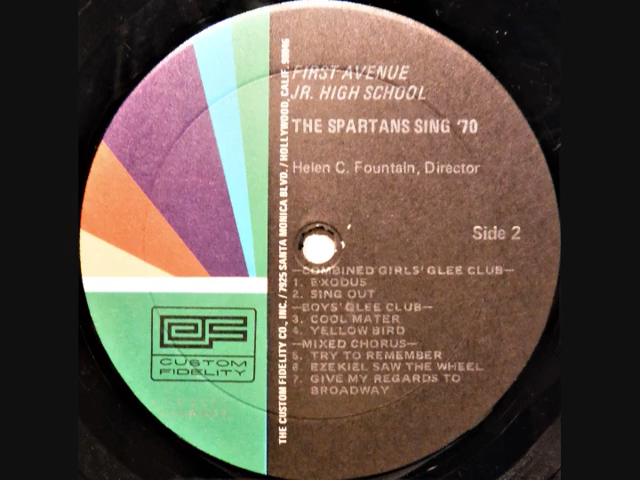 FIRST AVENUE
JR. HIGH SCHOOL
THE SPARTANS SING '70
Helen C. Fountain, Director
Side 2
—COMBINED GIRLS' GLEE CLUB—
1. EXODUS
2. SING OUT
—BOYS' GLEE CLUB—
3. COOL MATER
4. YELLOW BIRD
—MIXED CHORUS—
5. TRY TO REMEMBER
6. EZEKIEL SAW THE WHEEL
7. GIVE MY REGARDS TO
BROADWAY
THE CUSTOM FIDELITY CO., INC. / 7925 SANTA MONICA BLVD. / HOLLYWOOD, CALIF. 90046
CF
CUSTOM
FIDELITY